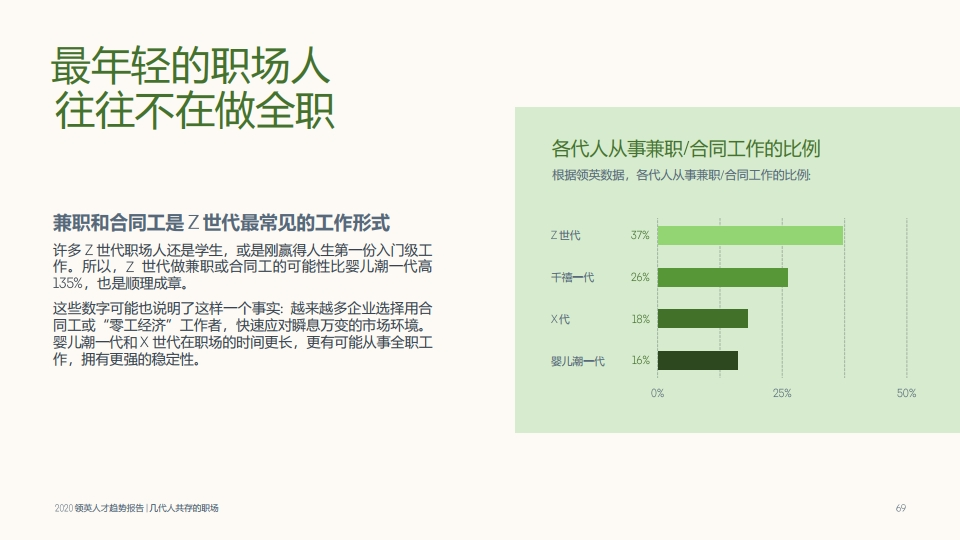 最年轻的职场人
往往不在做全职
各代人从事兼职/合同工作的比例
根据领英数据，各代人从事兼职/合同工作的比例:
兼职和合同工是 Z 世代最常见的工作形式
许多 Z 世代职场人还是学生，或是刚赢得人生第一份入门级工
作。所以，Z 世代做兼职或合同工的可能性比婴儿潮一代高
135%，也是顺理成章。
这些数字可能也说明了这样一个事实：越来越多企业选择用合
同工或“零工经济”工作者，快速应对瞬息万变的市场环境。
婴儿潮一代和 X 世代在职场的时间更长，更有可能从事全职工
作，拥有更强的稳定性。
Z 世代 37%
千禧一代 26%
X 代 18%
婴儿潮一代 16%
0% 25% 50%
2020 领英人才趋势报告 | 几代人共存的职场
69